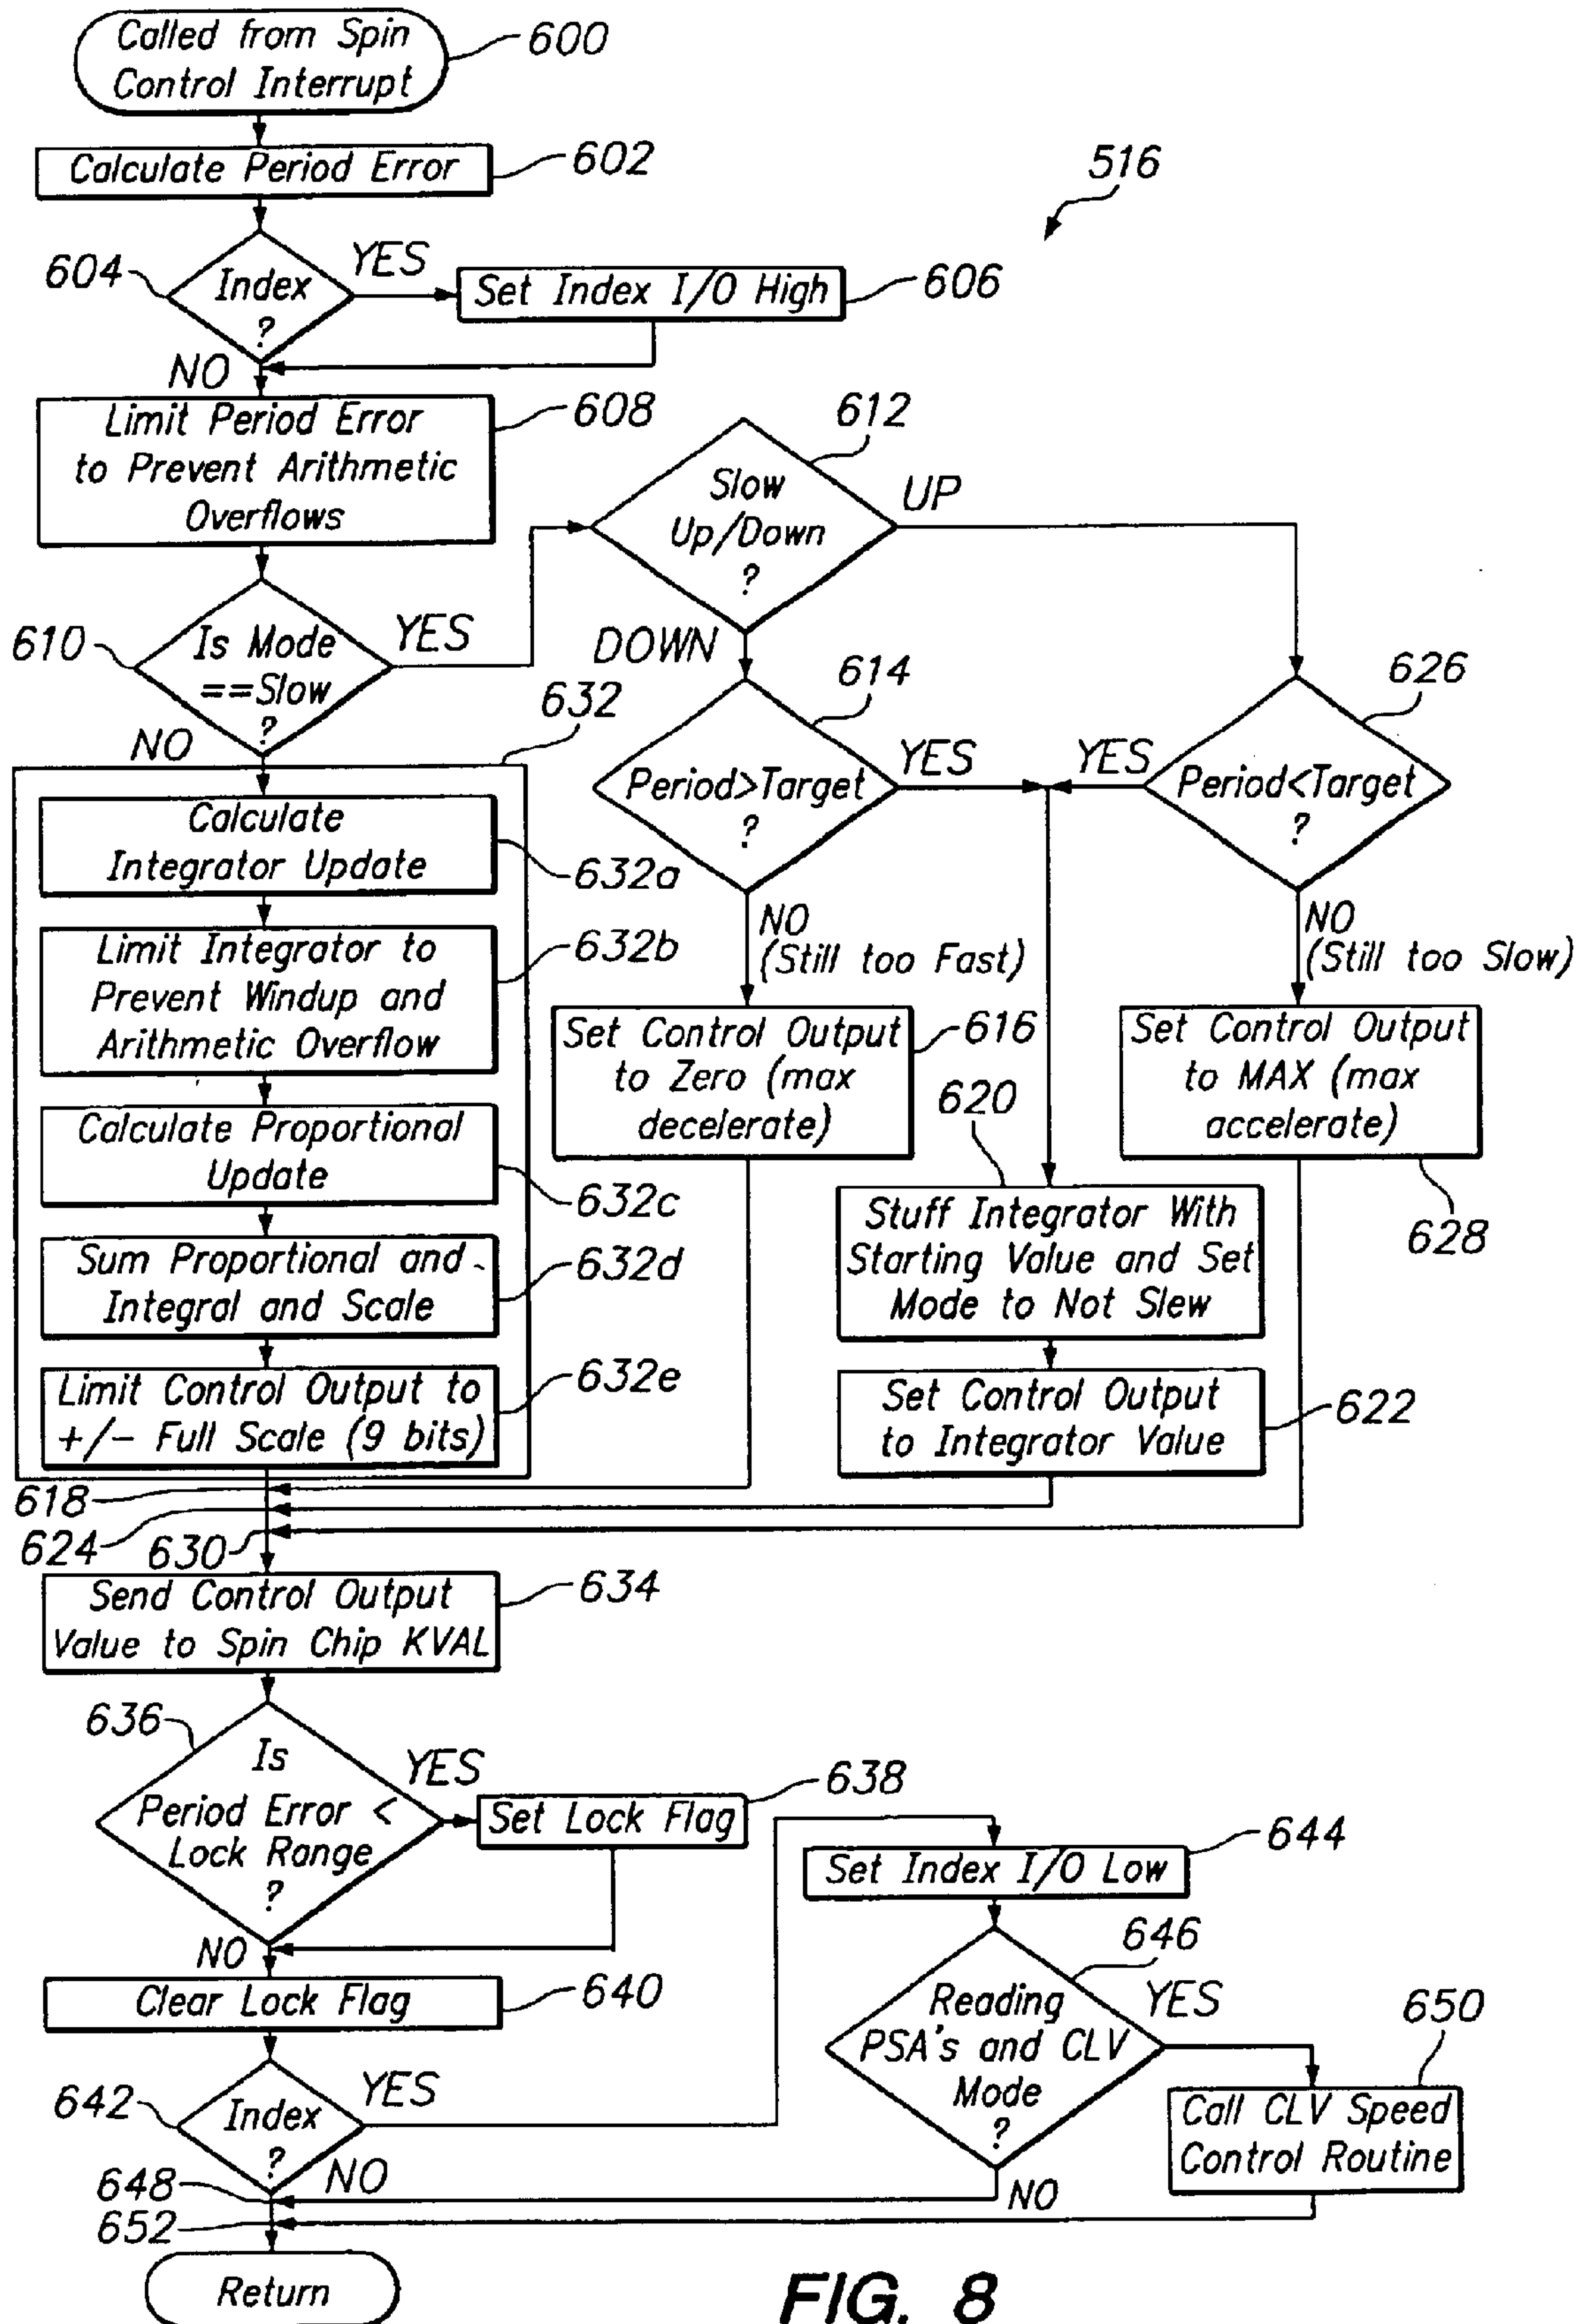 Called from Spin
Control Interrupt
600
Calculate Period Error
602
516
604
Index
?
YES
Set Index I/O High
606
NO
Limit Period Error
to Prevent Arithmetic
Overflows
608
612
Slow
Up/Down
?
UP
610
Is Mode
==Slow
?
YES
DOWN
614
626
NO
632
Period>Target
?
YES
YES
Period<Target
?
Calculate
Integrator Update
632a
NO
(Still too Fast)
NO
(Still too Slow)
Limit Integrator to
Prevent Windup and
Arithmetic Overflow
632b
Set Control Output
to Zero (max
decelerate)
616
Set Control Output
to MAX (max
accelerate)
628
Calculate Proportional
Update
632c
620
Stuff Integrator With
Starting Value and Set
Mode to Not Slew
Sum Proportional and
Integral and Scale
632d
Limit Control Output to
+/- Full Scale (9 bits)
632e
Set Control Output
to Integrator Value
622
618
624
630
Send Control Output
Value to Spin Chip KVAL
634
636
Is
Period Error <
Lock Range
?
YES
Set Lock Flag
638
NO
Set Index I/O Low
644
Clear Lock Flag
640
646
Reading
PSA's and CLV
Mode
?
YES
650
642
Index
?
YES
Call CLV Speed
Control Routine
NO
NO
648
652
Return
FIG. 8